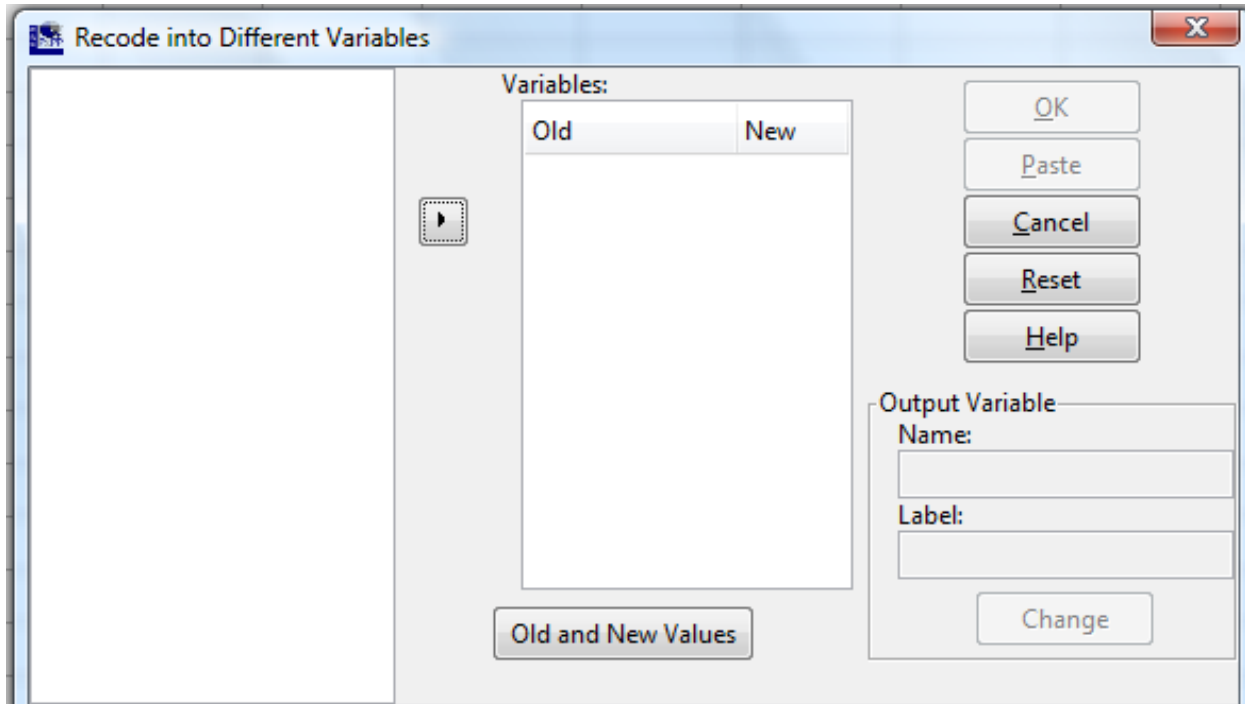 Recode into Different Variables
Variables:
Old New
OK
Paste
Cancel
Reset
Help
Output Variable
Name:
Label:
Change
Old and New Values